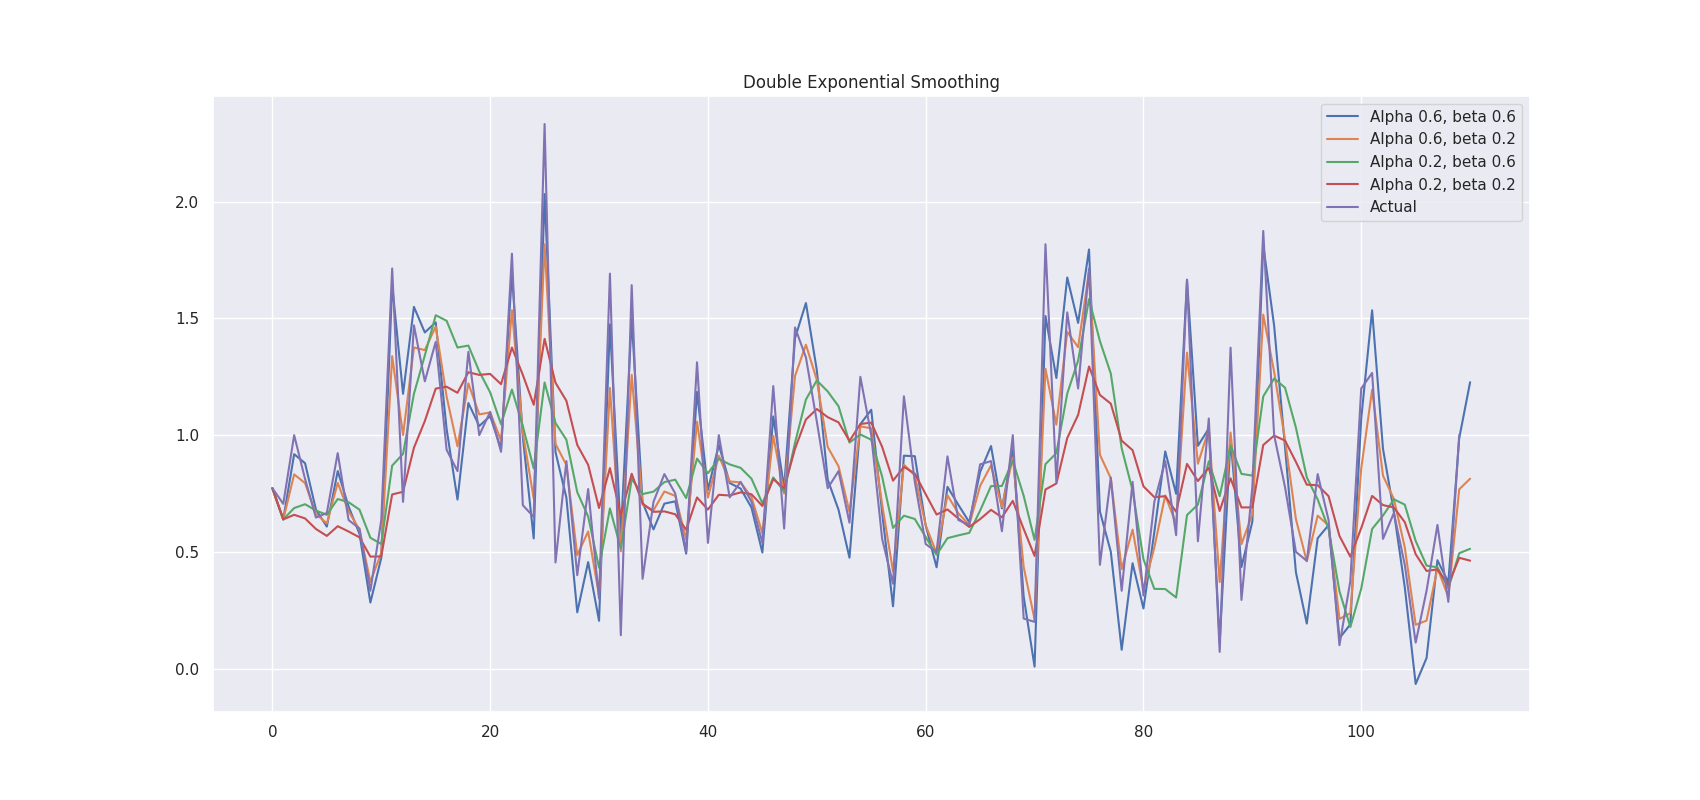 Double Exponential Smoothing
Alpha 0.6, beta 0.6
Alpha 0.6, beta 0.2
Alpha 0.2, beta 0.6
Alpha 0.2, beta 0.2
Actual
2.0
1.5
1.0
0.5
0.0
0 20 40 60 80 100